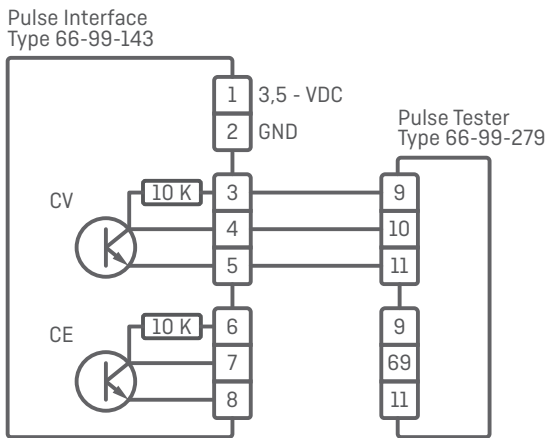 Pulse Interface
Type 66-99-143
1 3,5 - VDC
2 GND
Pulse Tester
Type 66-99-279
CV
10 K 3 9
4 10
5 11
CE
10 K 6 9
7 69
8 11